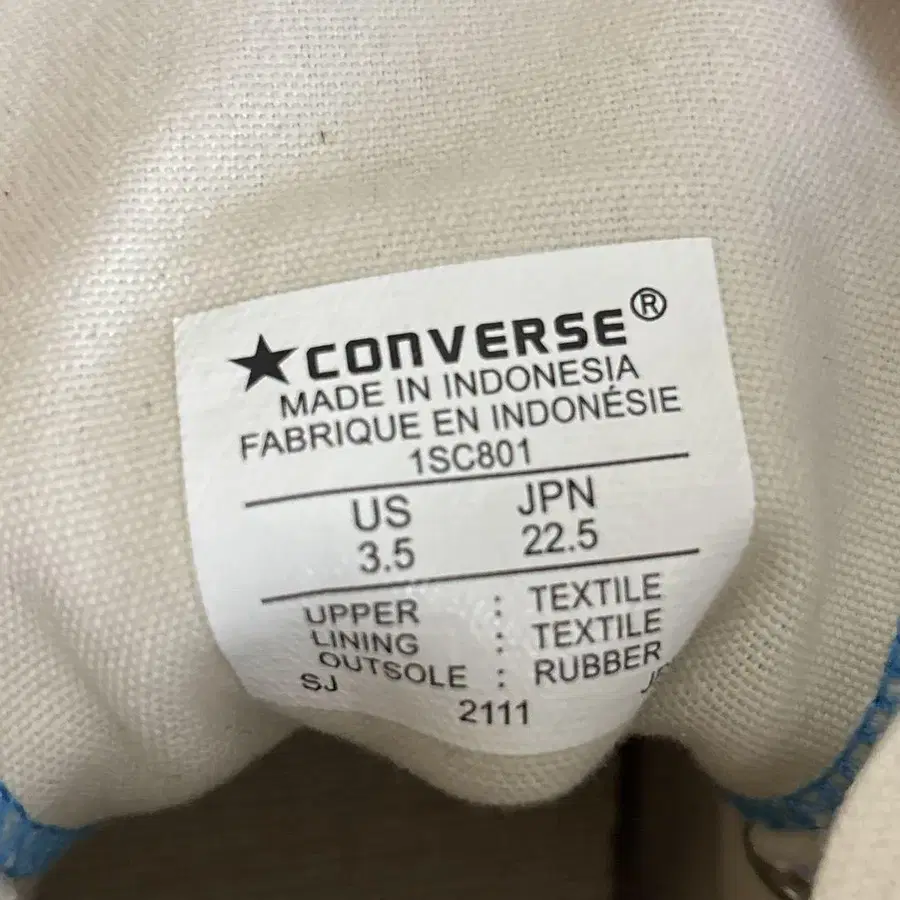 ★CONVERSE®
MADE IN INDONESIA
FABRIQUE EN INDONÉSIE
1SC801
US JPN
3.5 22.5
UPPER : TEXTILE
LINING : TEXTILE
OUTSOLE : RUBBER
SJ
2111